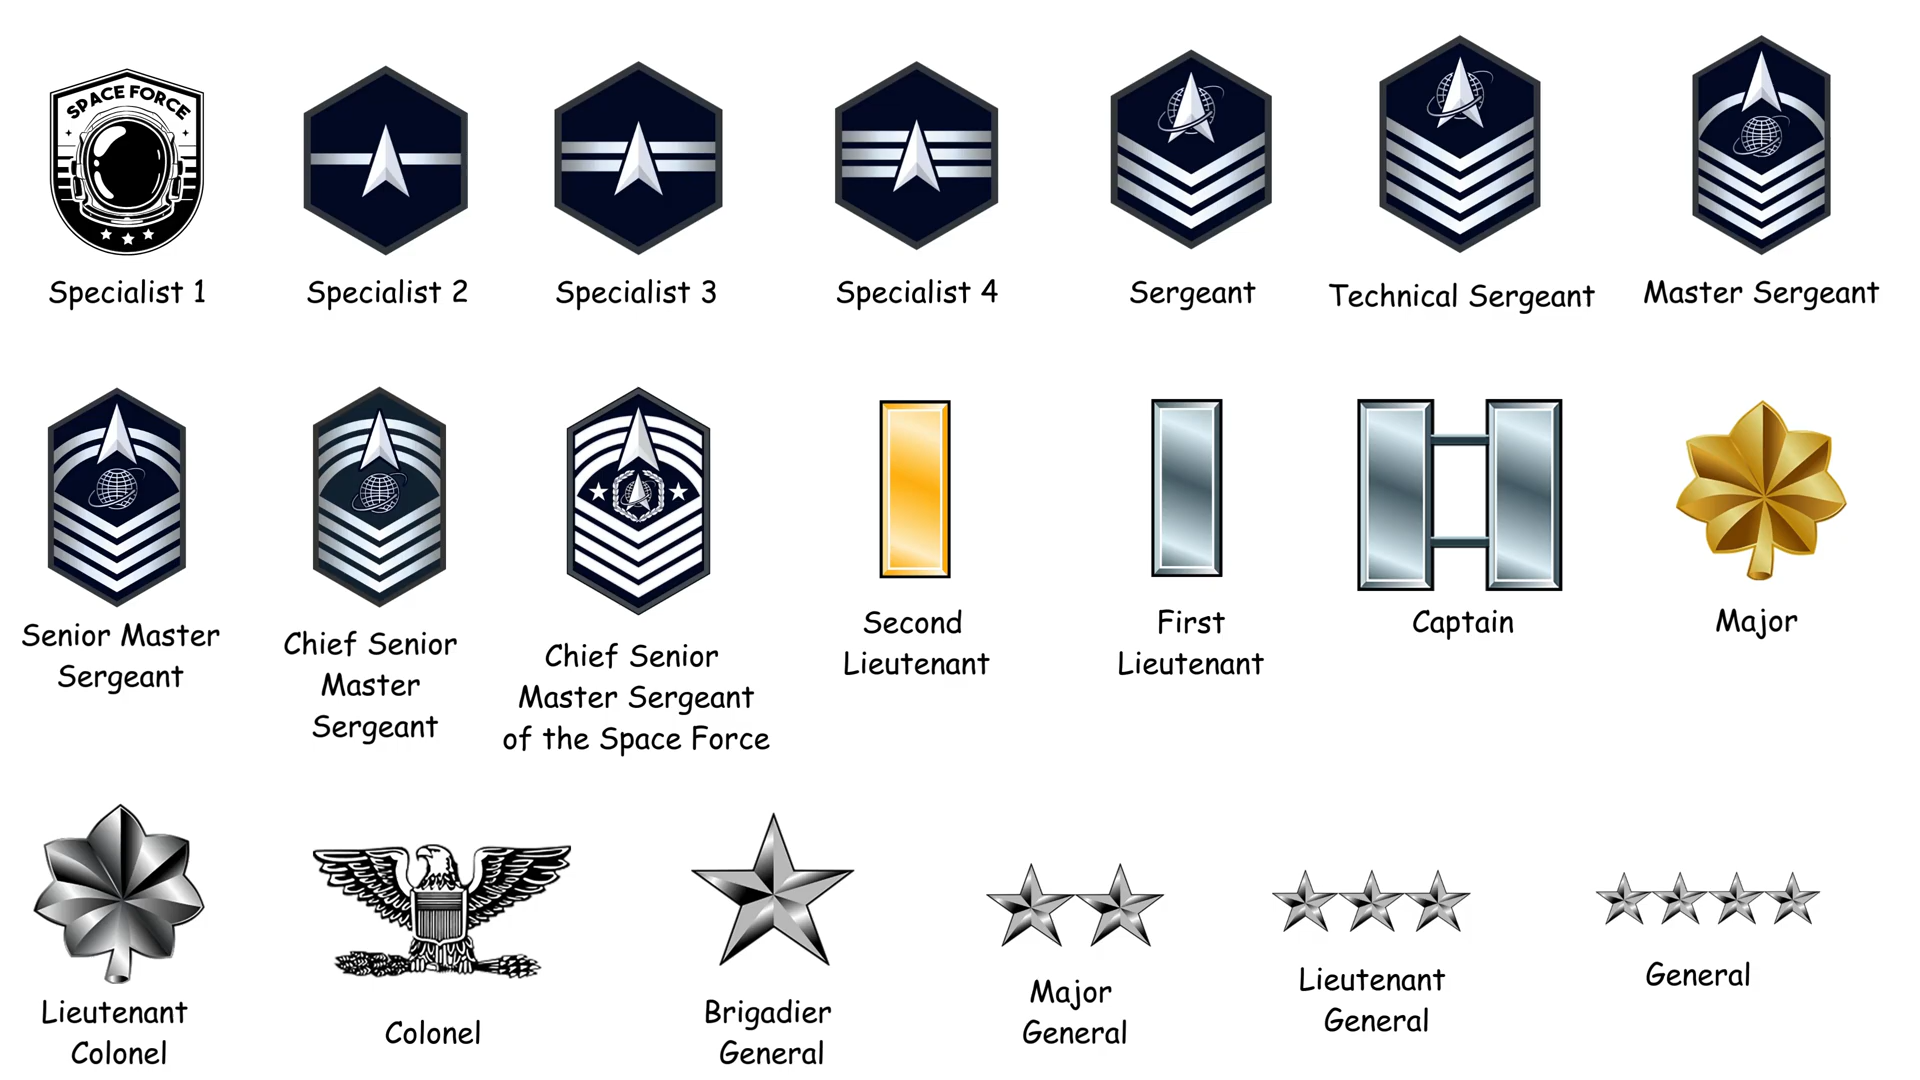 SPACE FORCE
Specialist 1
Specialist 2
Specialist 3
Specialist 4
Sergeant
Technical Sergeant
Master Sergeant
Senior Master
Sergeant
Chief Senior
Master
Sergeant
Chief Senior
Master Sergeant
of the Space Force
Second
Lieutenant
First
Lieutenant
Captain
Major
Lieutenant
Colonel
Colonel
Brigadier
General
Major
General
Lieutenant
General
General